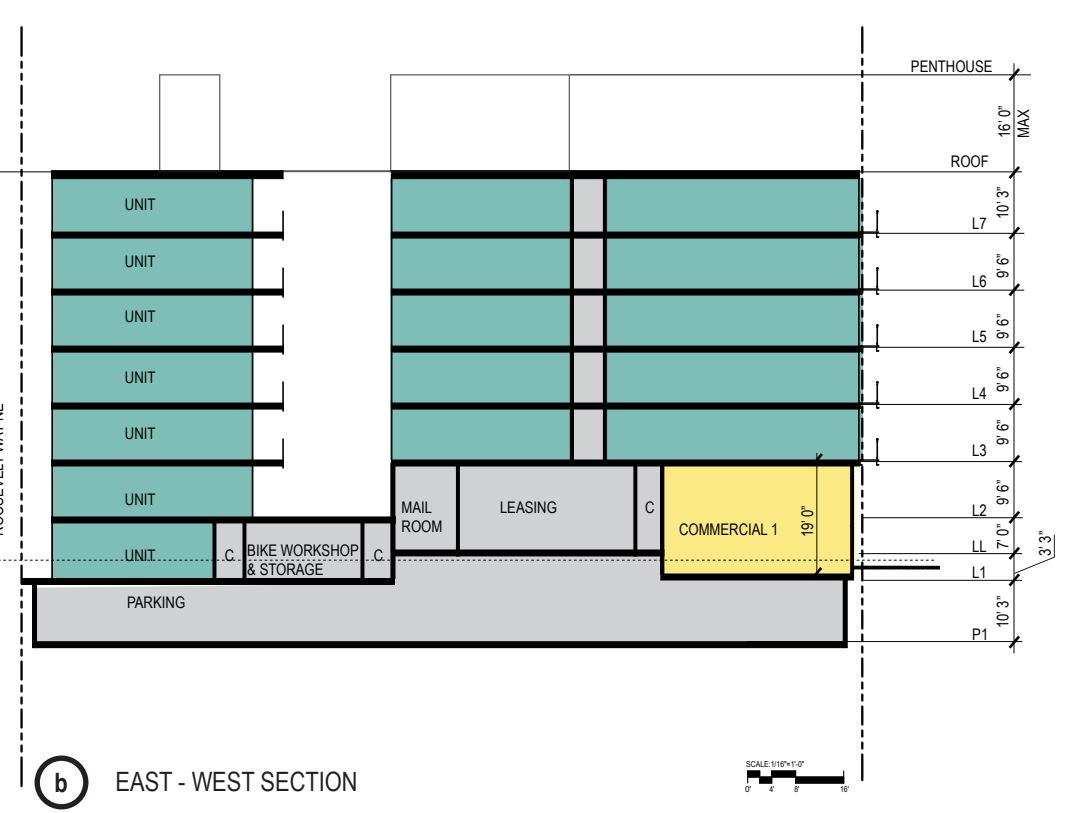 PENTHOUSE
16' 0"
MAX
ROOF
10' 3"
L7
9' 6"
L6
9' 6"
L5
9' 6"
L4
9' 6"
L3
9' 6"
L2
7' 0"
LL
3' 3"
L1
10' 3"
P1
UNIT
UNIT
UNIT
UNIT
UNIT
UNIT
UNIT
C
BIKE WORKSHOP
& STORAGE
C
MAIL
ROOM
LEASING
C
COMMERCIAL 1
19' 0"
PARKING
b
EAST - WEST SECTION
SCALE:1/16"=1'-0"
0' 4' 8' 16'